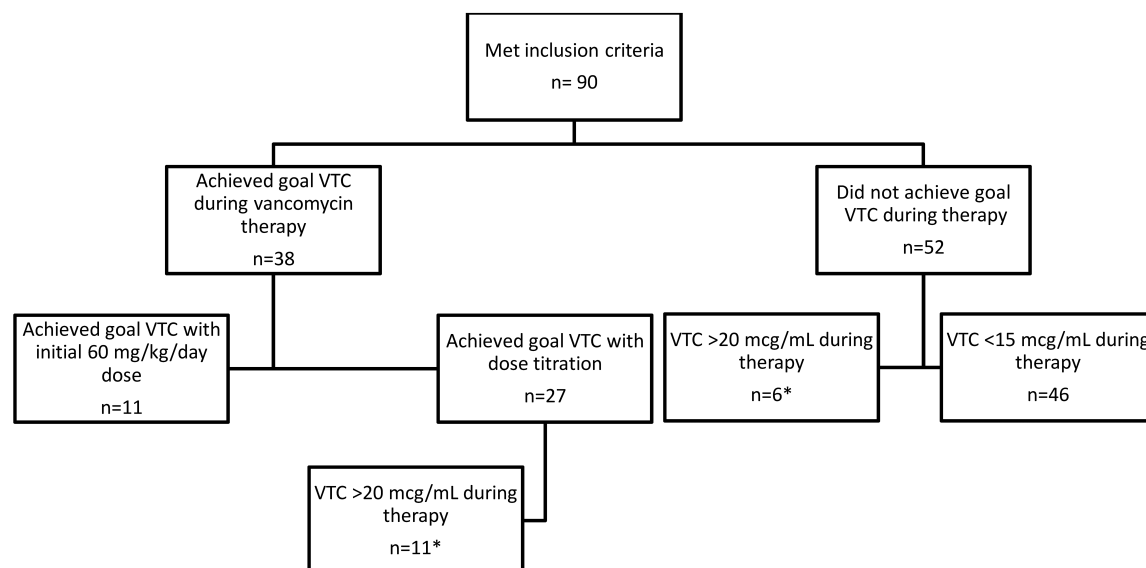 Met inclusion criteria
n= 90
Achieved goal VTC
during vancomycin
therapy
n=38
Did not achieve goal
VTC during therapy
n=52
Achieved goal VTC with
initial 60 mg/kg/day
dose
n=11
Achieved goal VTC with
dose titration
n=27
VTC >20 mcg/mL during
therapy
n=6*
VTC <15 mcg/mL during
therapy
n=46
VTC >20 mcg/mL during
therapy
n=11*